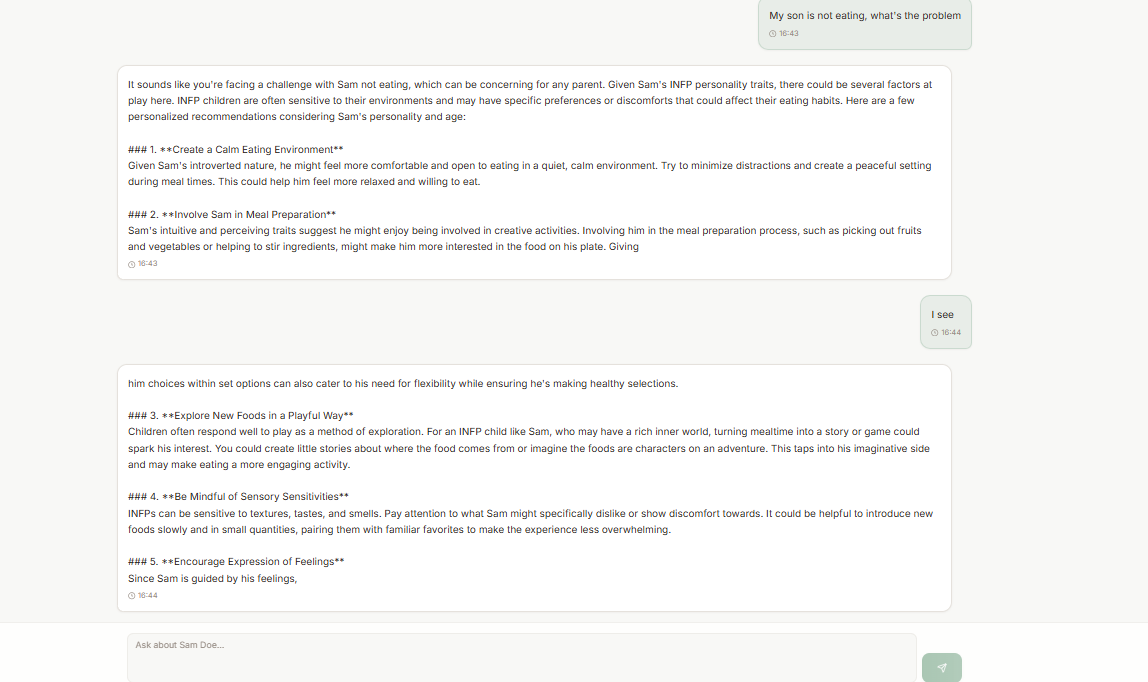 My son is not eating, what's the problem
16:43
It sounds like you're facing a challenge with Sam not eating, which can be concerning for any parent. Given Sam's INFP personality traits, there could be several factors at
play here. INFP children are often sensitive to their environments and may have specific preferences or discomforts that could affect their eating habits. Here are a few
personalized recommendations considering Sam's personality and age:
### 1. **Create a Calm Eating Environment**
Given Sam's introverted nature, he might feel more comfortable and open to eating in a quiet, calm environment. Try to minimize distractions and create a peaceful setting
during meal times. This could help him feel more relaxed and willing to eat.
### 2. **Involve Sam in Meal Preparation**
Sam's intuitive and perceiving traits suggest he might enjoy being involved in creative activities. Involving him in the meal preparation process, such as picking out fruits
and vegetables or helping to stir ingredients, might make him more interested in the food on his plate. Giving
16:43
I see
16:44
him choices within set options can also cater to his need for flexibility while ensuring he's making healthy selections.
### 3. **Explore New Foods in a Playful Way**
Children often respond well to play as a method of exploration. For an INFP child like Sam, who may have a rich inner world, turning mealtime into a story or game could
spark his interest. You could create little stories about where the food comes from or imagine the foods are characters on an adventure. This taps into his imaginative side
and may make eating a more engaging activity.
### 4. **Be Mindful of Sensory Sensitivities**
INFPs can be sensitive to textures, tastes, and smells. Pay attention to what Sam might specifically dislike or show discomfort towards. It could be helpful to introduce new
foods slowly and in small quantities, pairing them with familiar favorites to make the experience less overwhelming.
### 5. **Encourage Expression of Feelings**
Since Sam is guided by his feelings,
16:44
Ask about Sam Doe...